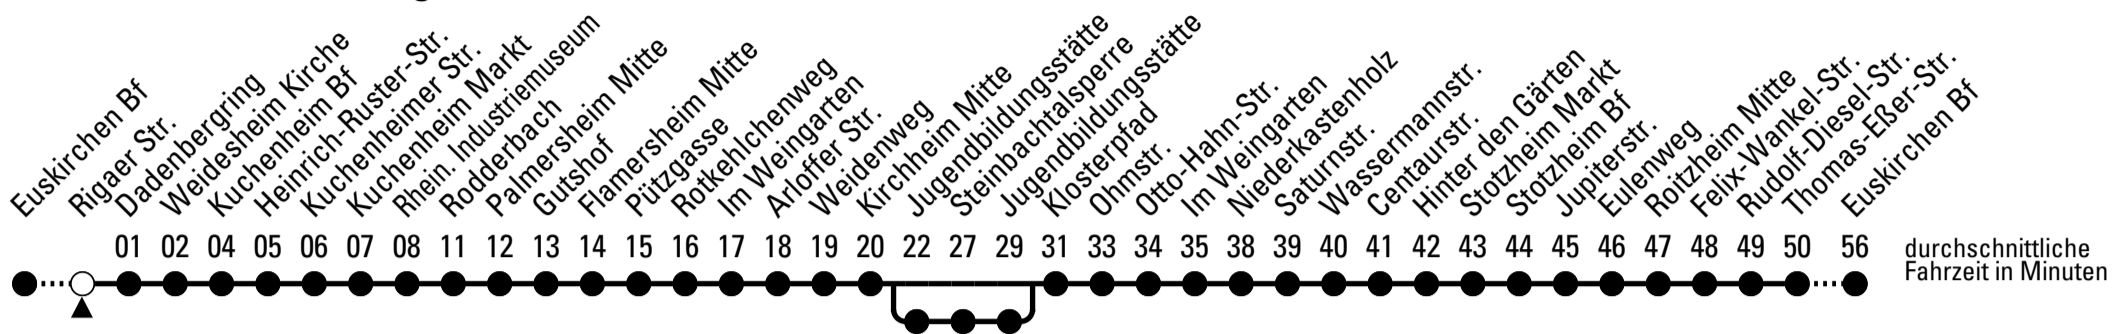 Euskirchen Bf
Rigaer Str.
Dadenbergring
Weidesheim Kirche
Kuchenheim Bf
Heinrich-Ruster-Str.
Kuchenheimer Str.
Kuchenheim Markt
Rhein. Industriemuseum
Rodderbach
Palmersheim Mitte
Gutshof
Flamersheim Mitte
Pützgasse
Rotkehlchenweg
Im Weingarten
Arloffer Str.
Weidenweg
Kirchheim Mitte
Jugendbildungsstätte
Steinbachtalsperre
Jugendbildungsstätte
Klosterpfad
Ohmstr.
Otto-Hahn-Str.
Im Weingarten
Niederkastenholz
Saturnstr.
Wassermannstr.
Centaurstr.
Hinter den Gärten
Stotzheim Markt
Stotzheim Bf
Jupiterstr.
Eulenweg
Roitzheim Mitte
Felix-Wankel-Str.
Rudolf-Diesel-Str.
Thomas-Eßer-Str.
Euskirchen Bf
01 02 04 05 06 07 08 11 12 13 14 15 16 17 18 19 20 22 27 29 31 33 34 35 38 39 40 41 42 43 44 45 46 47 48 49 50 56
durchschnittliche
Fahrzeit in Minuten